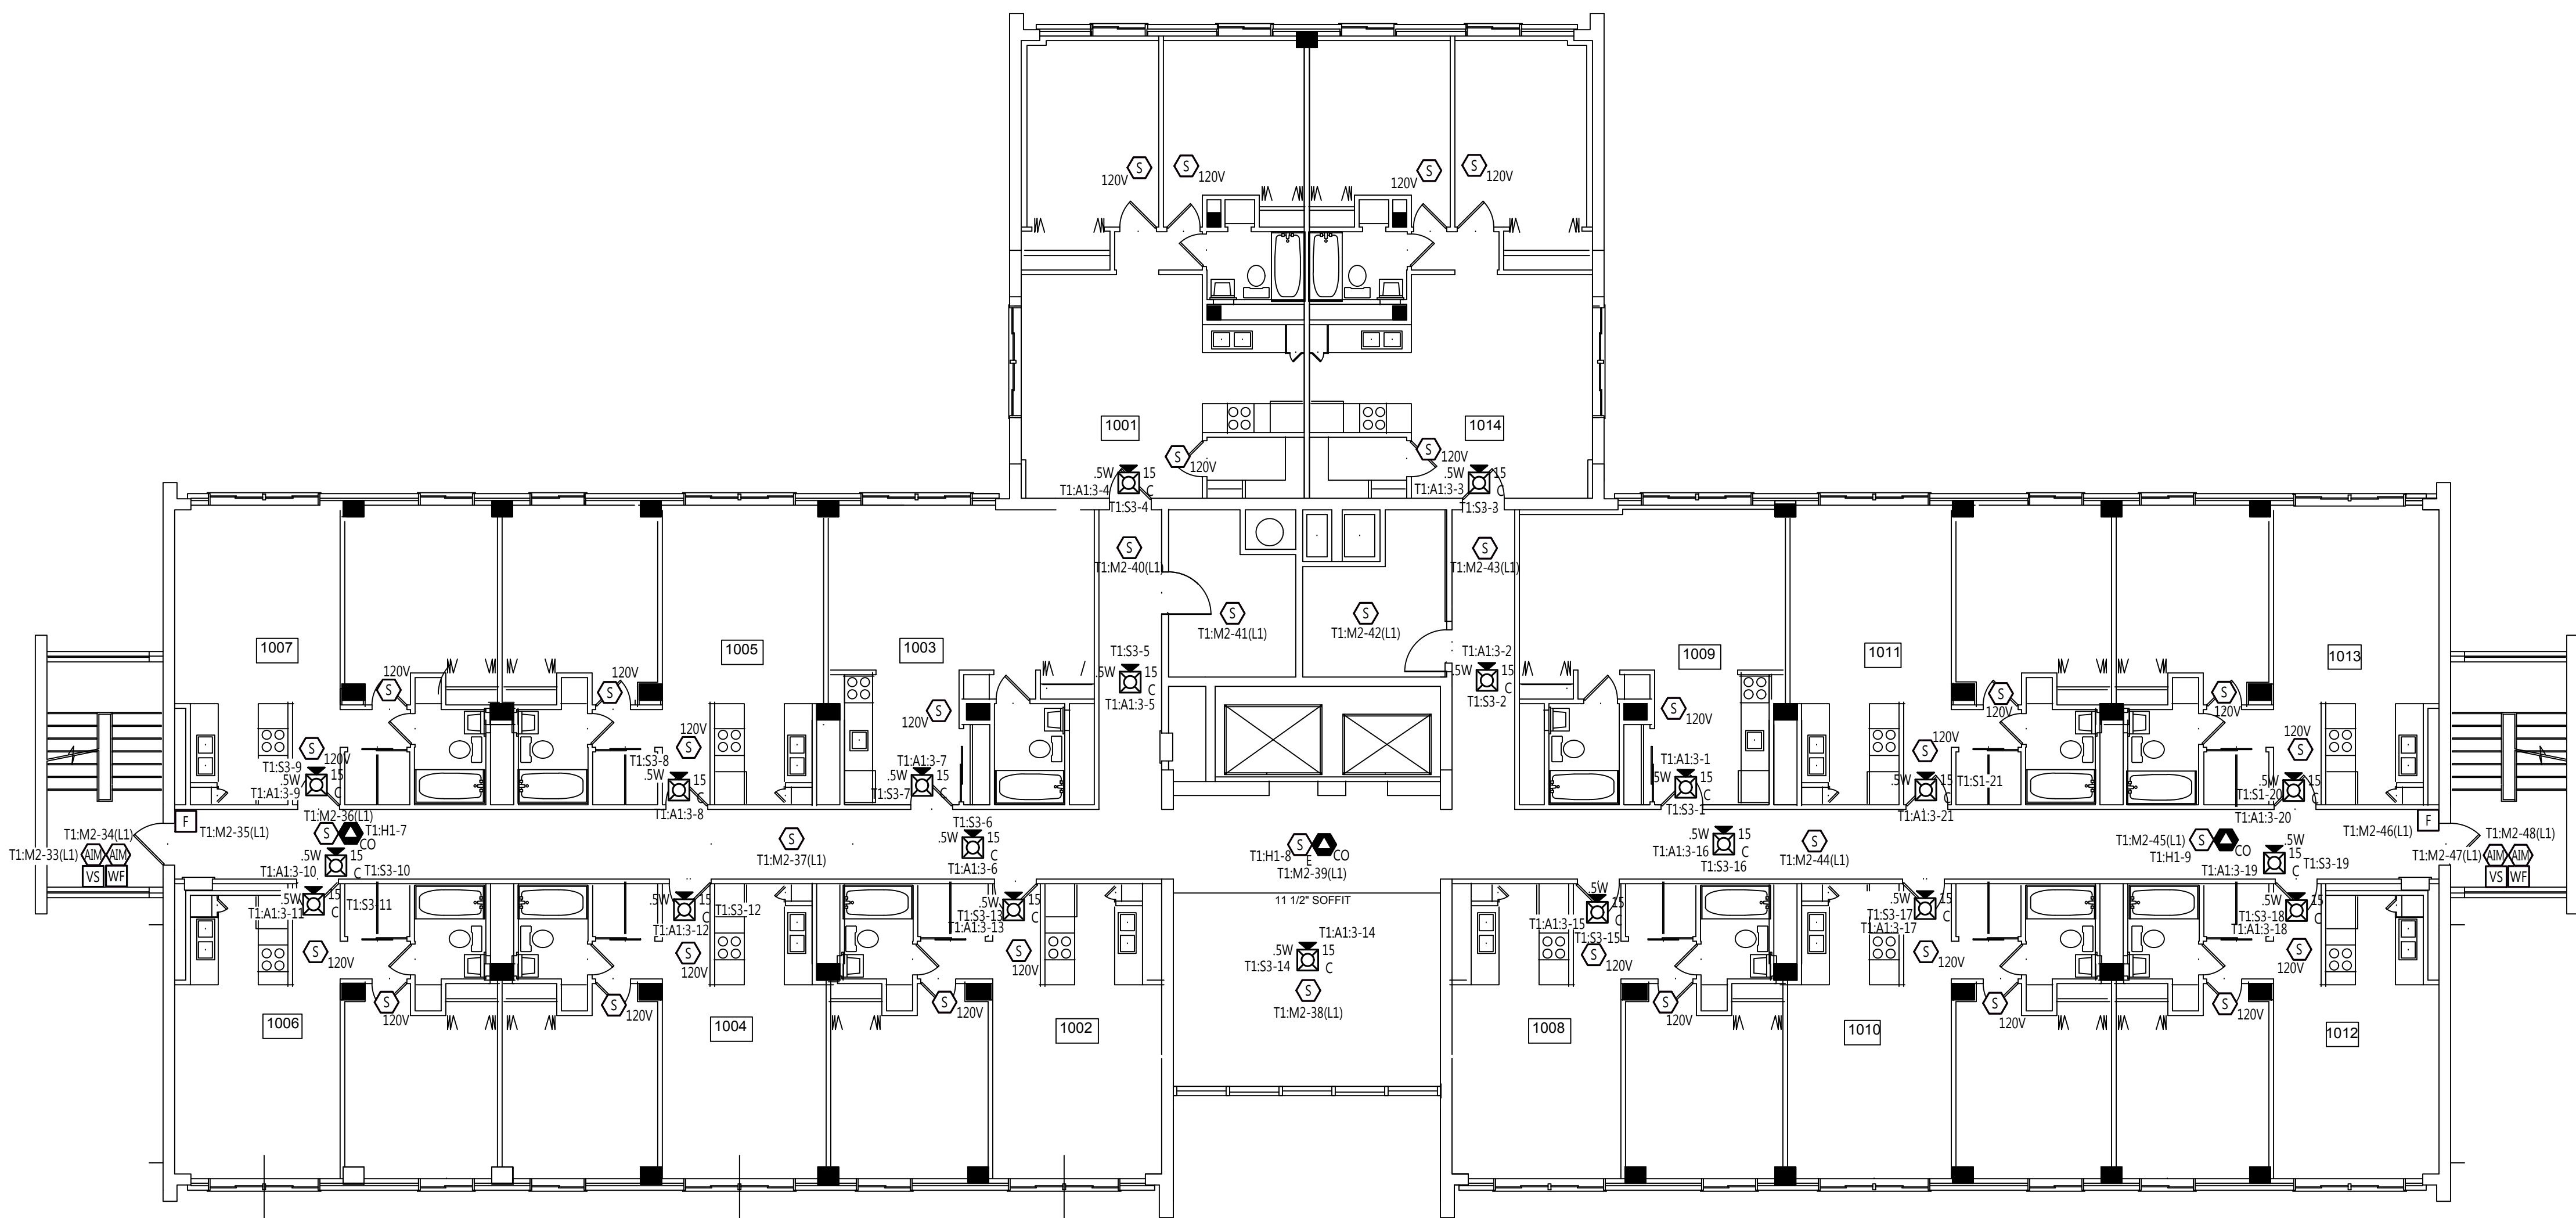 S
S
S
S
120V
120V
120V
120V
1001
1014
S
120V
S
120V
.5W
15
T1:A1:3-4
C
T1:S3-4
.5W
15
T1:A1:3-3
C
T1:S3-3
S
T1:M2-40(L1)
S
T1:M2-43(L1)
S
T1:M2-41(L1)
S
T1:M2-42(L1)
1007
1005
1003
T1:S3-5
.5W
15
C
T1:A1:3-5
T1:A1:3-2
.5W
15
C
T1:S3-2
1009
1011
1013
120V
S
120V
S
S
120V
S
120V
S
120V
S
120V
S
120V
T1:S3-9
.5W
15
T1:A1:3-9
C
120V
S
T1:S3-8
.5W
15
C
T1:A1:3-8
T1:A1:3-7
.5W
15
T1:S3-7
C
T1:A1:3-1
.5W
15
C
T1:S3-1
120V
S
.5W
15
C
T1:S1-21
T1:A1:3-21
120V
S
T1:S1-20
.5W
15
C
T1:A1:3-20
F
T1:M2-35(L1)
T1:M2-34(L1)
T1:M2-33(L1)
AIM
AIM
VS
WF
T1:M2-36(L1)
S
T1:H1-7
CO
.5W
15
T1:A1:3-10
C
T1:S3-10
S
T1:M2-37(L1)
T1:S3-6
.5W
15
C
T1:A1:3-6
T1:H1-8
S
E
CO
T1:M2-39(L1)
.5W
15
T1:A1:3-16
C
T1:S3-16
S
T1:M2-44(L1)
T1:M2-45(L1)
S
T1:H1-9
CO
.5W
15
T1:A1:3-19
C
T1:S3-19
T1:M2-46(L1)
F
T1:M2-48(L1)
T1:M2-47(L1)
AIM
AIM
VS
WF
.5W
15
T1:A1:3-11
C
T1:S3-11
.5W
15
C
T1:S3-12
T1:A1:3-12
.5W
15
T1:S3-13
C
T1:A1:3-13
11 1/2" SOFFIT
T1:A1:3-14
.5W
15
T1:S3-14
C
S
T1:M2-38(L1)
.5W
15
T1:A1:3-15
C
T1:S3-15
.5W
15
T1:S3-17
C
T1:A1:3-17
.5W
15
T1:S3-18
C
T1:A1:3-18
S
120V
S
120V
S
120V
S
120V
S
120V
S
120V
S
120V
S
120V
S
120V
S
120V
S
120V
S
120V
1006
1004
1002
1008
1010
1012